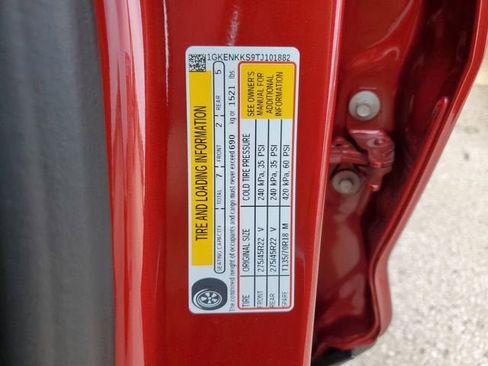 1GKENKKS9TJ101882
TIRE AND LOADING INFORMATION
SEATING CAPACITY TOTAL 7 FRONT 2 REAR 5
The combined weight of occupants and cargo must never exceed 690 kg or 1521 lbs
TIRE ORIGINAL SIZE COLD TIRE PRESSURE
FRONT 275/45R22 V 240 kPa, 35 PSI
REAR 275/45R22 V 240 kPa, 35 PSI
SPARE T135/70R18 M 420 kPa, 60 PSI
SEE OWNER'S
MANUAL FOR
ADDITIONAL
INFORMATION